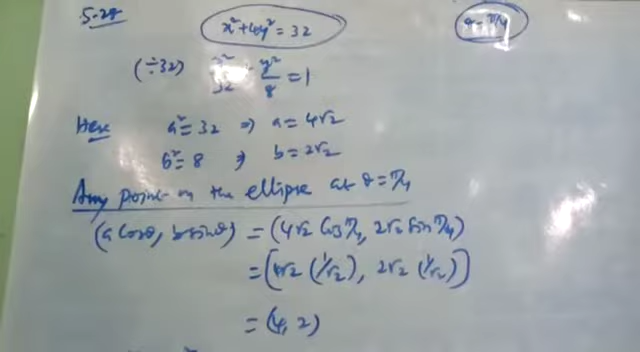 5.27
x² + 4y² = 32
θ = π/4
(÷32) x²/32 + y²/8 = 1
Here a² = 32 ⇒ a = 4√2
b² = 8 ⇒ b = 2√2
Any point on the ellipse at θ = π/4
(a cosθ, b sinθ) = (4√2 Cos π/4, 2√2 Sin π/4)
= [4√2 (1/√2), 2√2 (1/√2)]
= (4, 2)